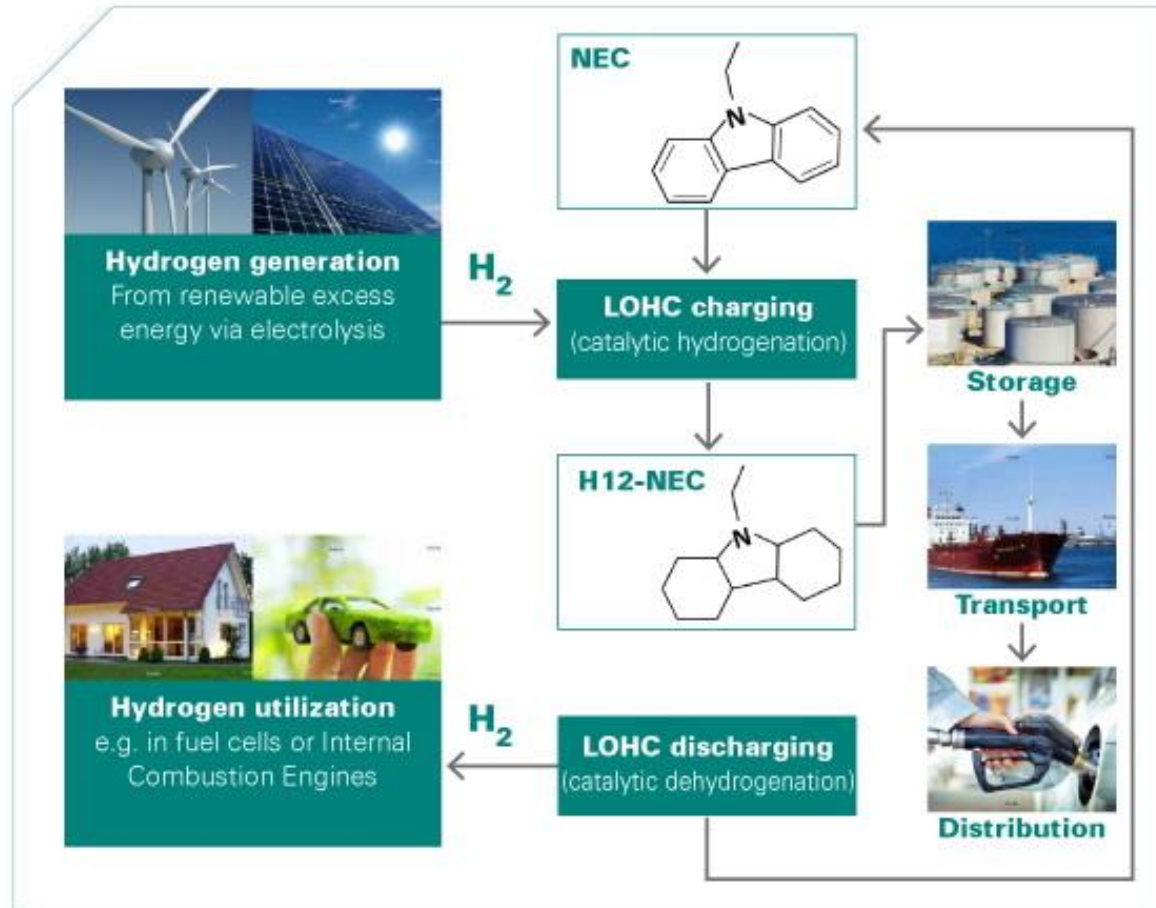 NEC
N
Hydrogen generation
From renewable excess
energy via electrolysis
H2
LOHC charging
(catalytic hydrogenation)
Storage
H12-NEC
N
Transport
Hydrogen utilization
e.g. in fuel cells or Internal
Combustion Engines
H2
LOHC discharging
(catalytic dehydrogenation)
Distribution